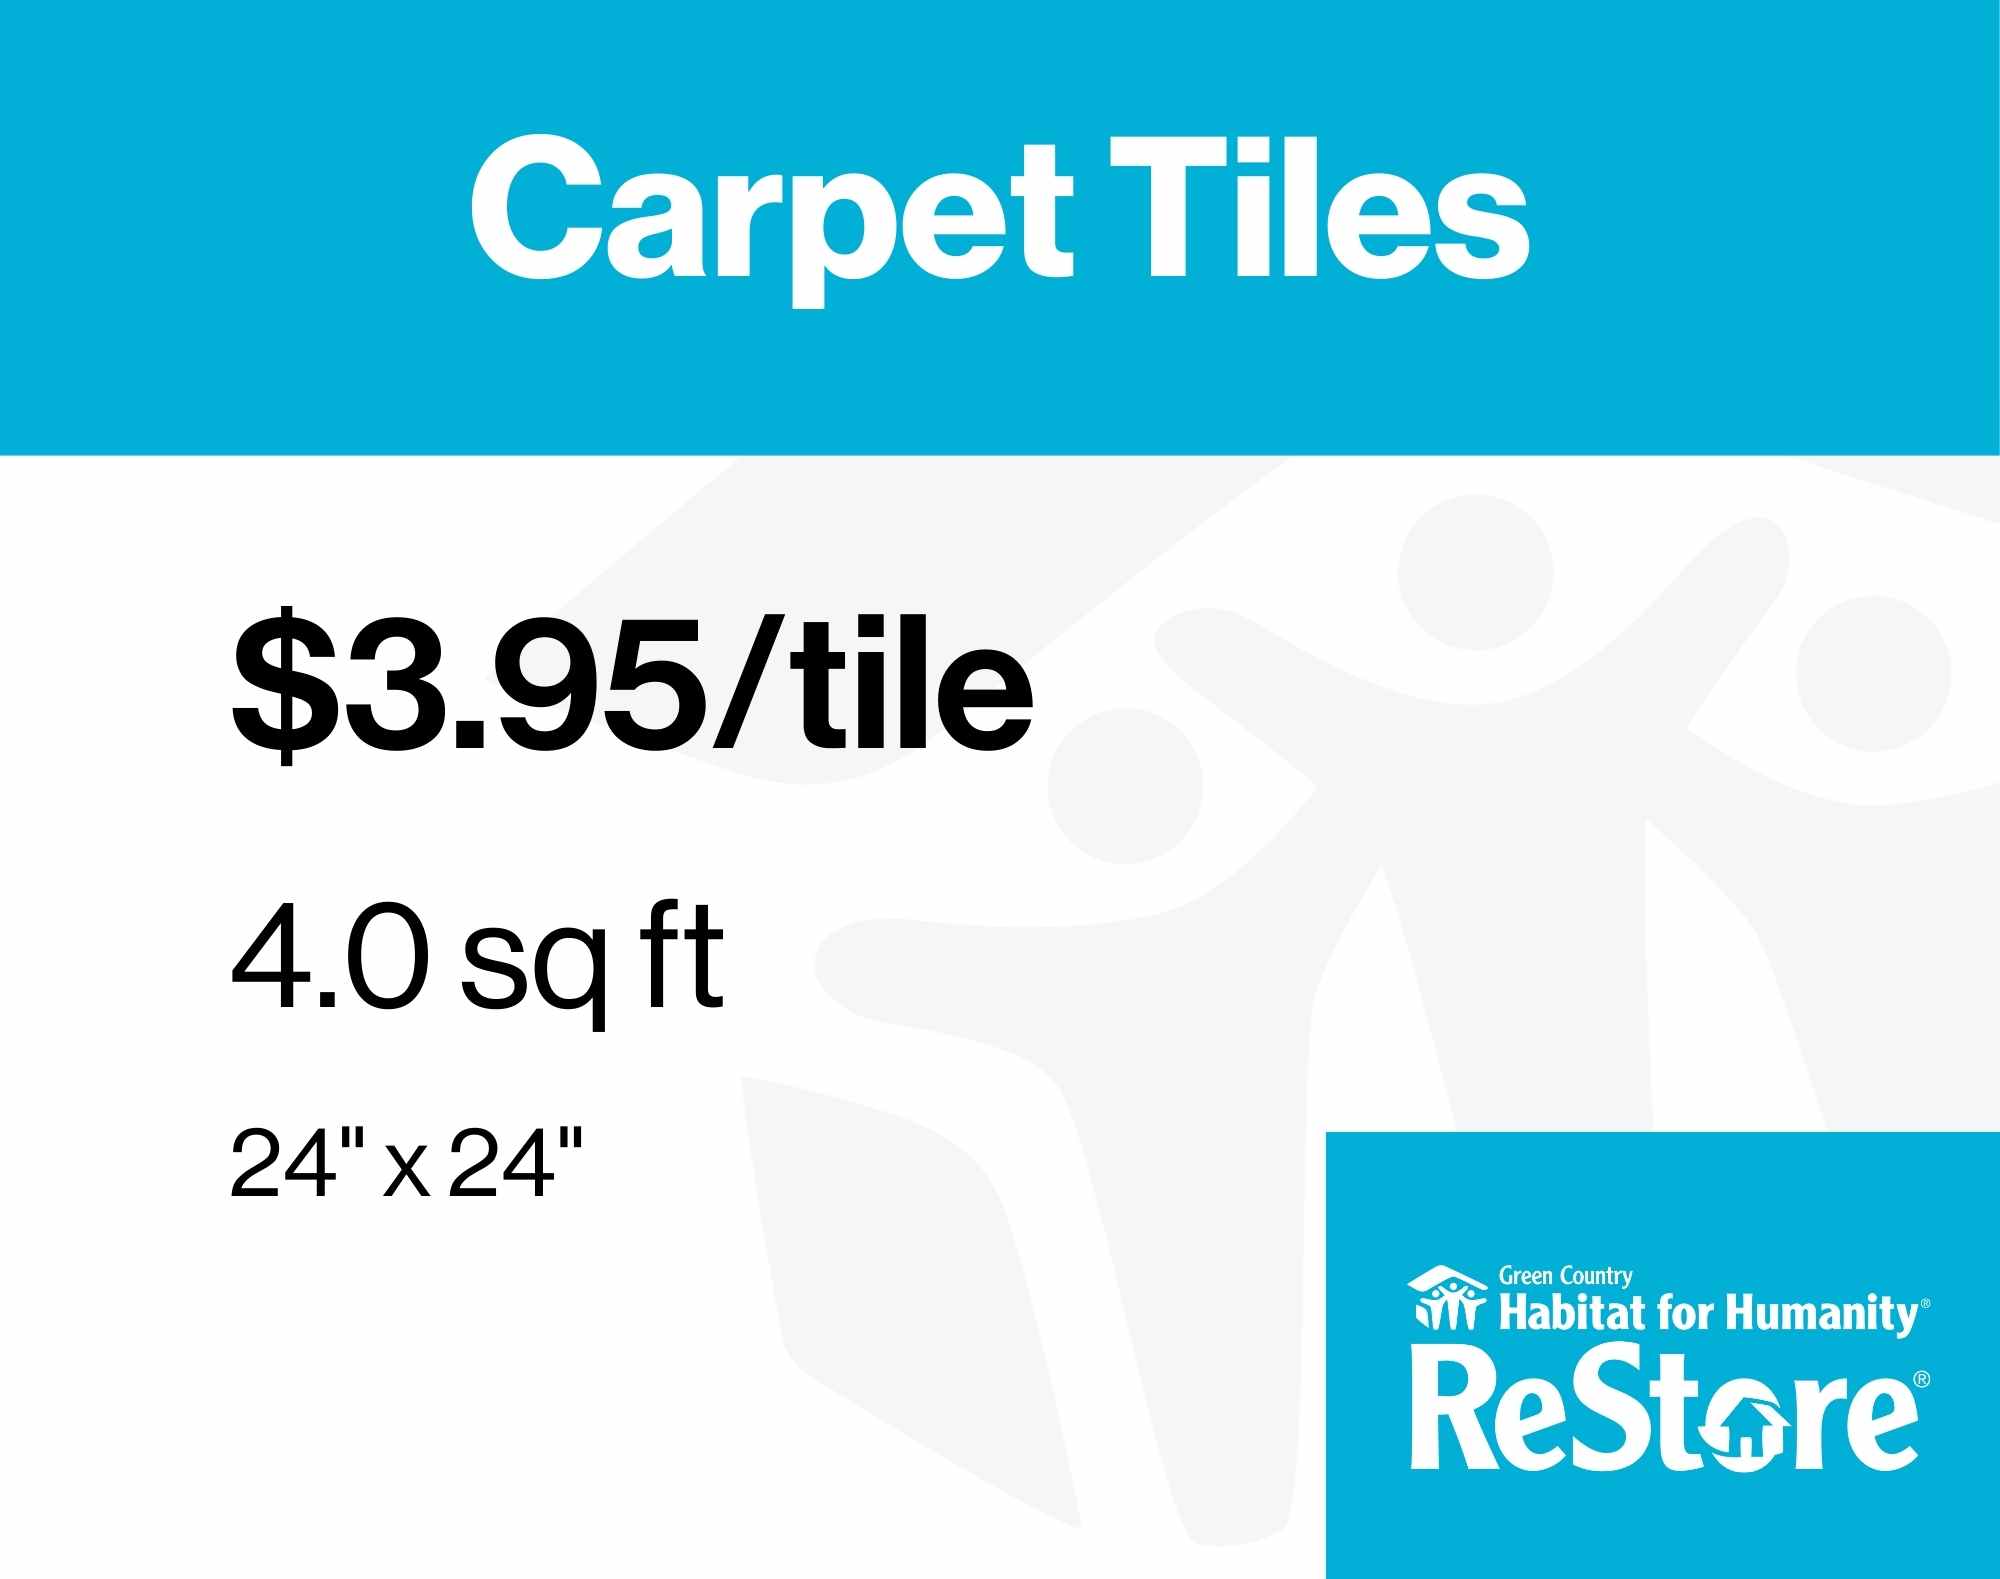 Carpet Tiles
$3.95/tile
4.0 sq ft
24" x 24"
Green Country
Habitat for Humanity®
ReStore®